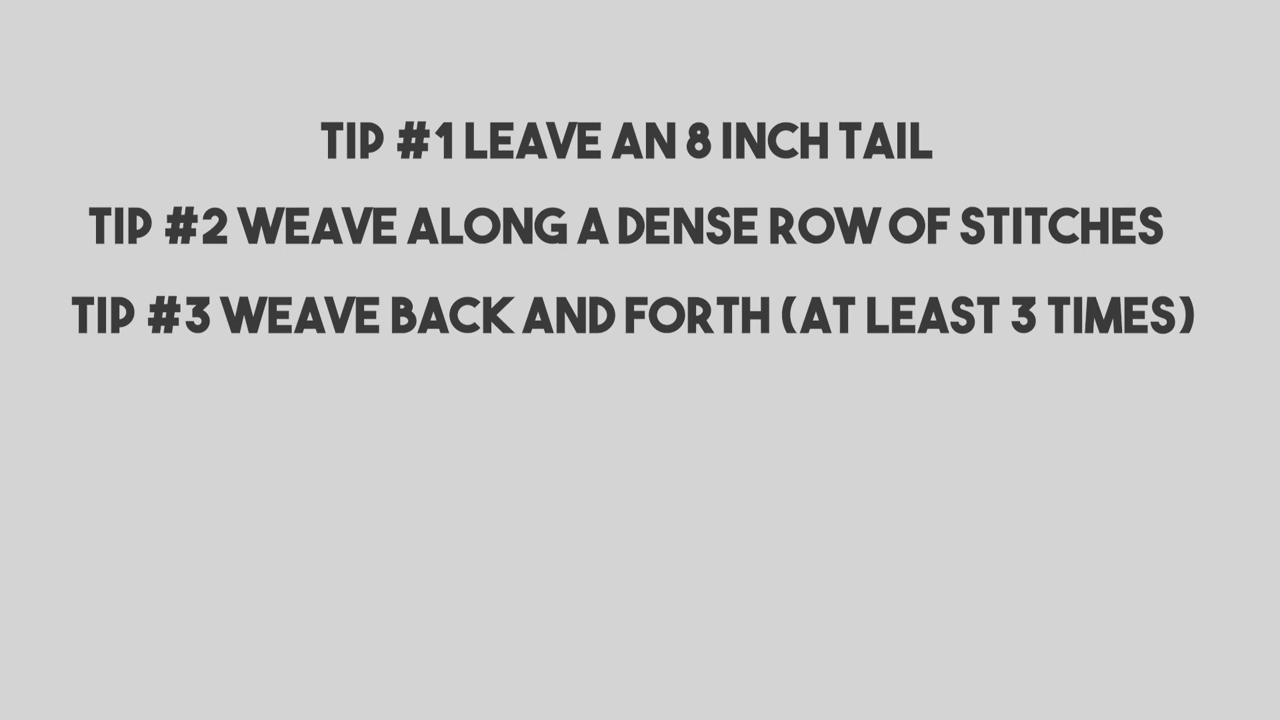 TIP #1 LEAVE AN 8 INCH TAIL
TIP #2 WEAVE ALONG A DENSE ROW OF STITCHES
TIP #3 WEAVE BACK AND FORTH (AT LEAST 3 TIMES)